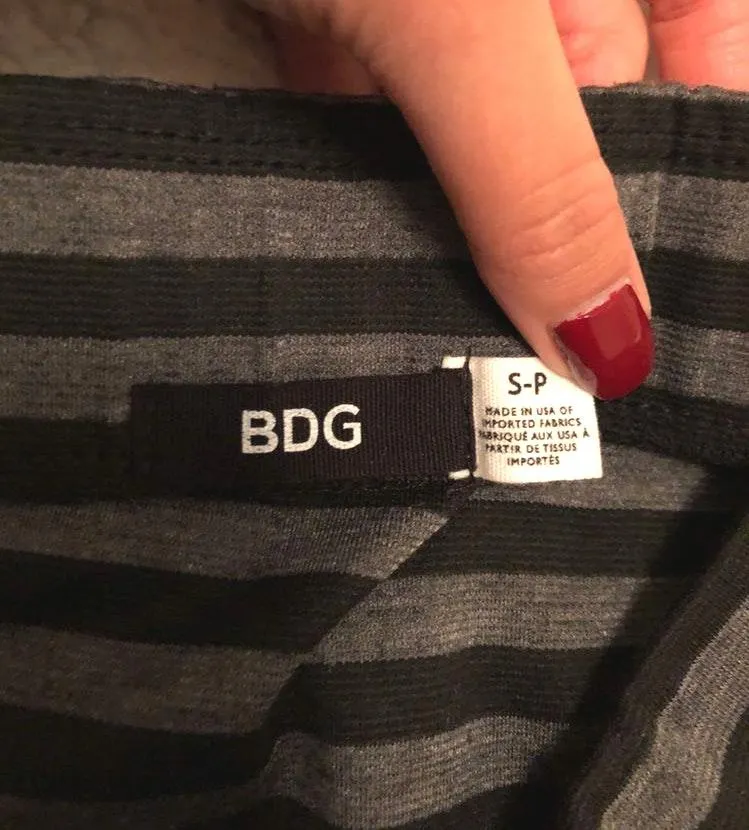 BDG
S-P
MADE IN USA OF
IMPORTED FABRICS
FABRIQUÉ AUX USA À
PARTIR DE TISSUS
IMPORTÉS